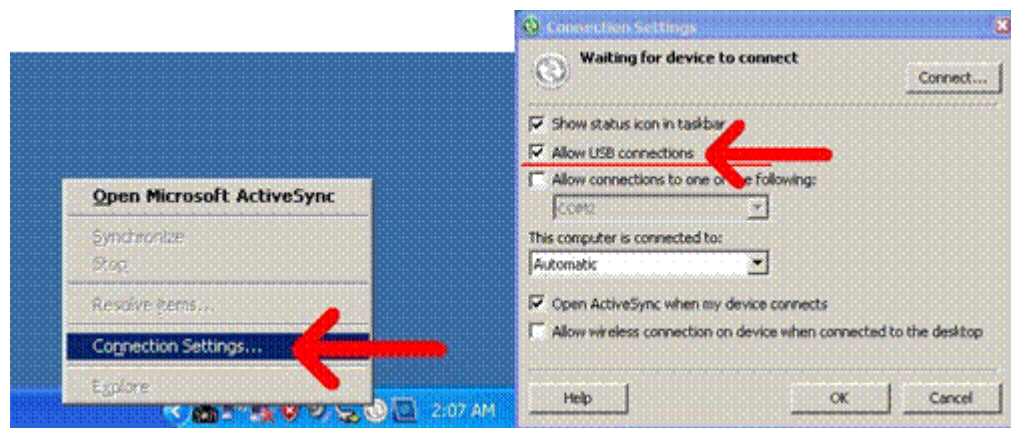 Open Microsoft ActiveSync
Synchronize
Stop
Resolve Items...
Connection Settings...
Explore
2:07 AM
Connection Settings
Waiting for device to connect
Connect...
Show status icon in taskbar
Allow USB connections
Allow connections to one of the following:
COM2
This computer is connected to:
Automatic
Open ActiveSync when my device connects
Allow wireless connection on device when connected to the desktop
Help
OK
Cancel